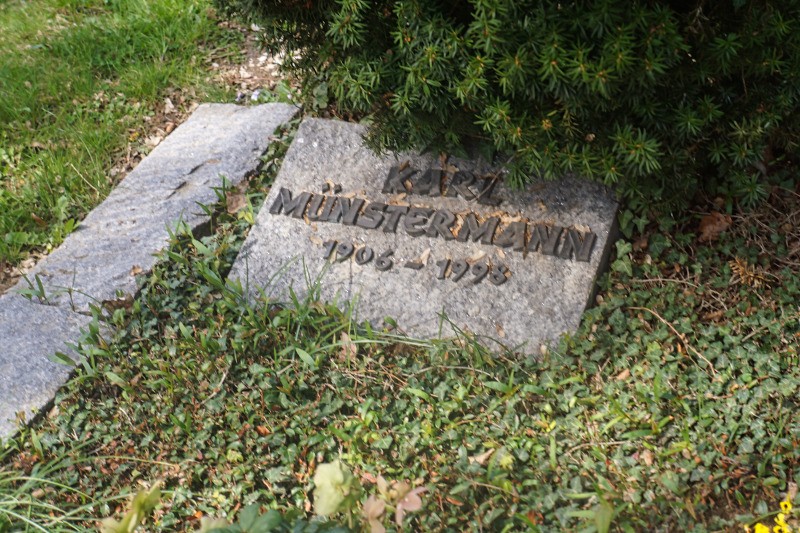 KARL
MÜNSTERMANN
1906 – 1998